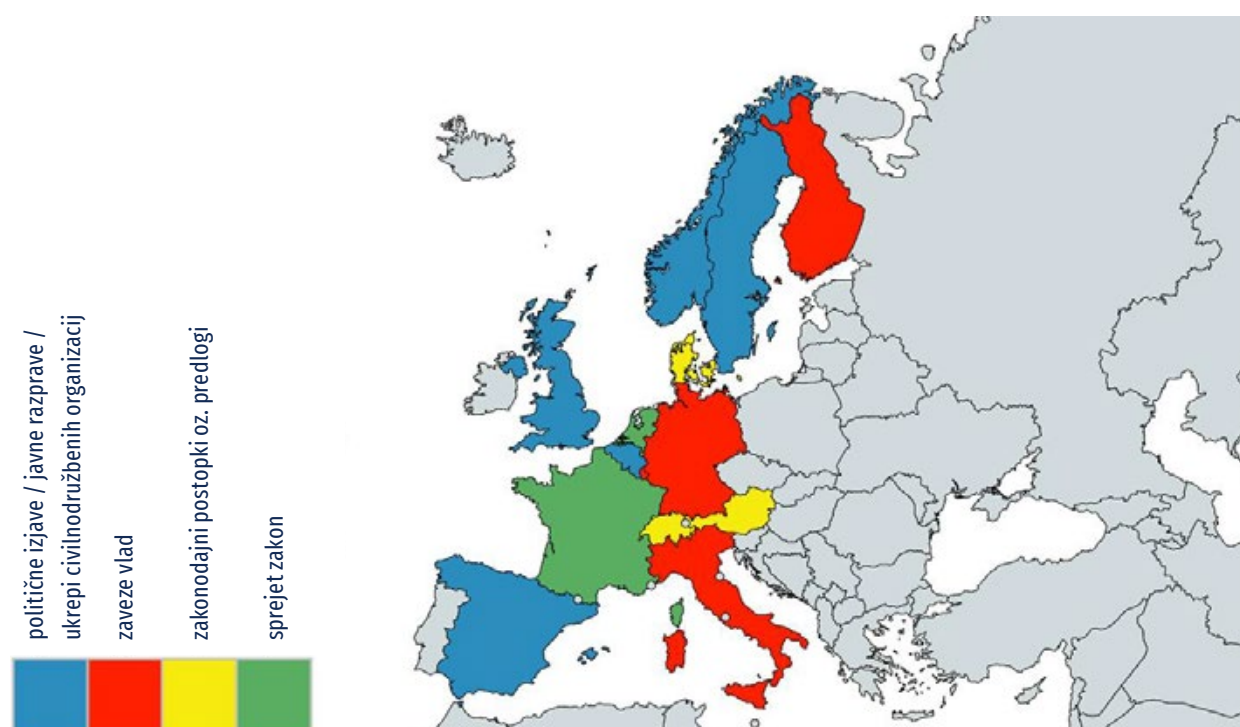 politične izjave / javne razprave /
ukrepi civilnodružbenih organizacij
zaveze vlad
zakonodajni postopki oz. predlogi
sprejet zakon